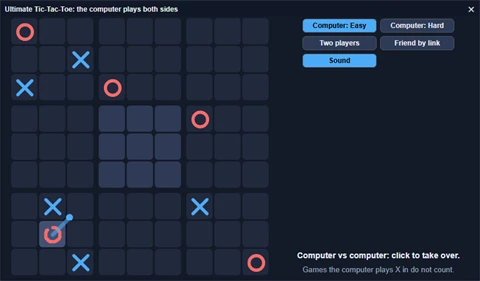 Ultimate Tic-Tac-Toe: the computer plays both sides
Computer: Easy
Computer: Hard
Two players
Friend by link
Sound
Computer vs computer: click to take over.
Games the computer plays X in do not count.